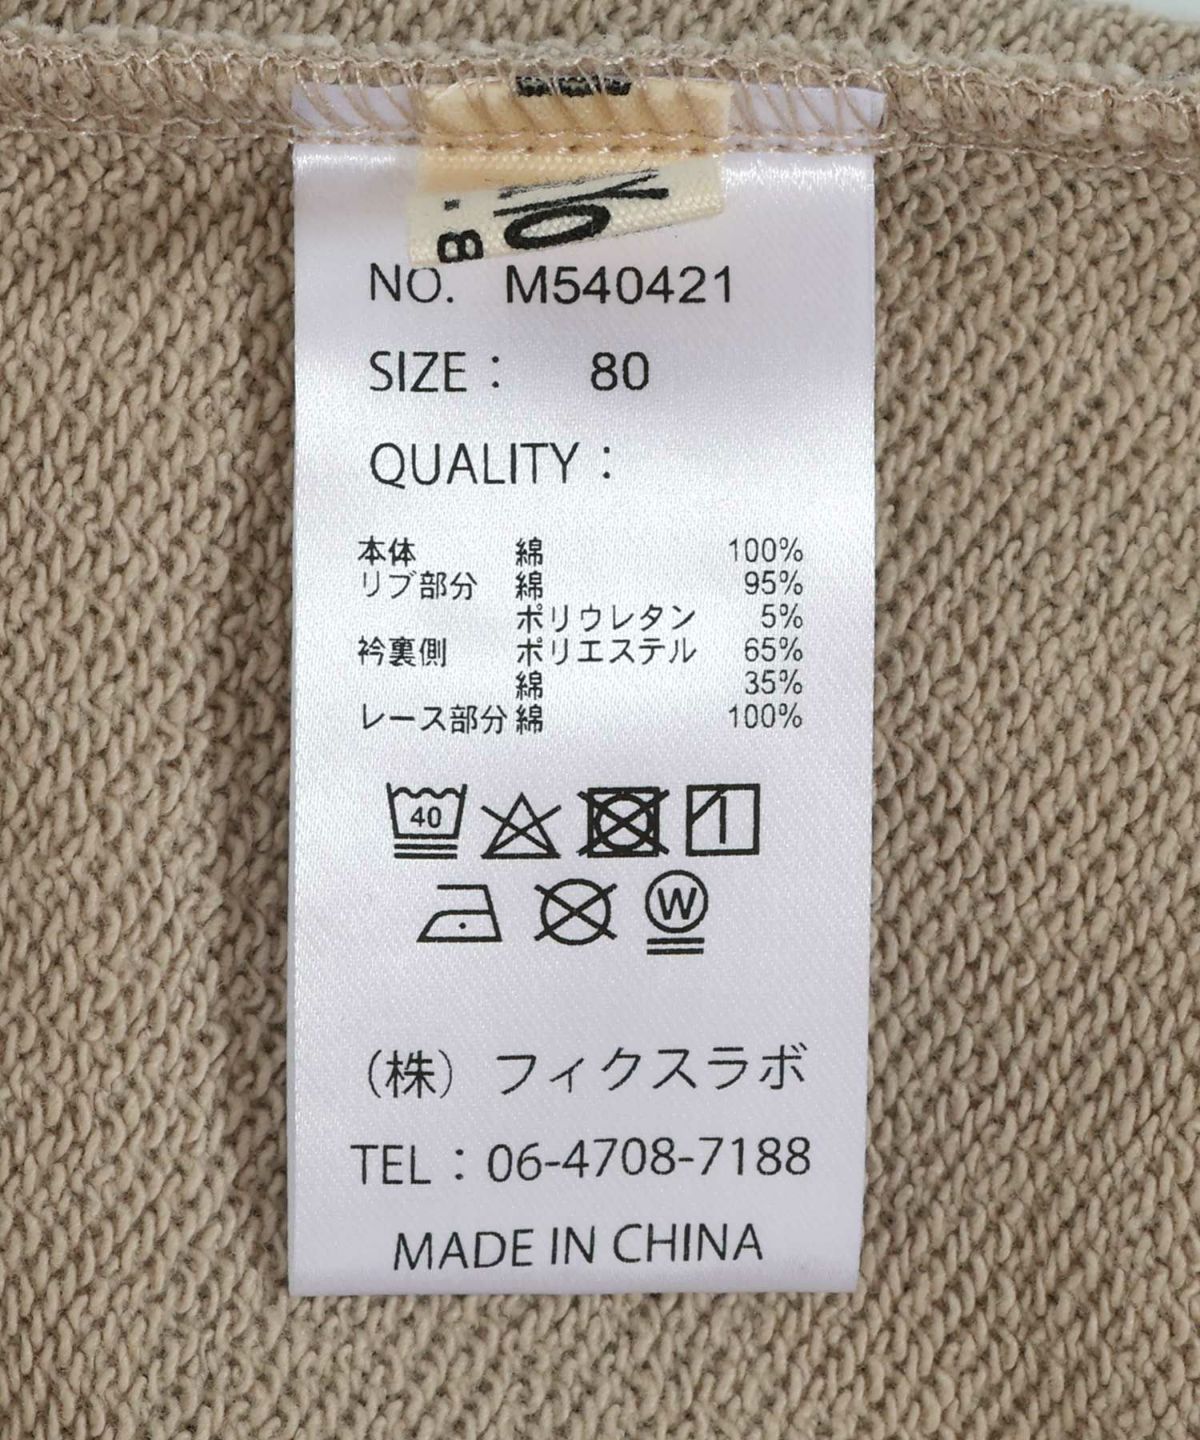 NO. M540421
SIZE： 80
QUALITY：
本体 綿 100%
リブ部分 綿 95%
ポリウレタン 5%
衿裏側 ポリエステル 65%
綿 35%
レース部分 綿 100%
40
W
（株）フィクスラボ
TEL：06-4708-7188
MADE IN CHINA